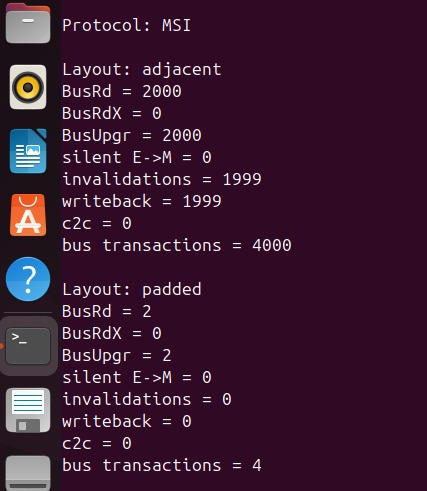 Protocol: MSI
Layout: adjacent
BusRd = 2000
BusRdX = 0
BusUpgr = 2000
silent E->M = 0
invalidations = 1999
writeback = 1999
c2c = 0
bus transactions = 4000
Layout: padded
BusRd = 2
BusRdX = 0
BusUpgr = 2
silent E->M = 0
invalidations = 0
writeback = 0
c2c = 0
bus transactions = 4